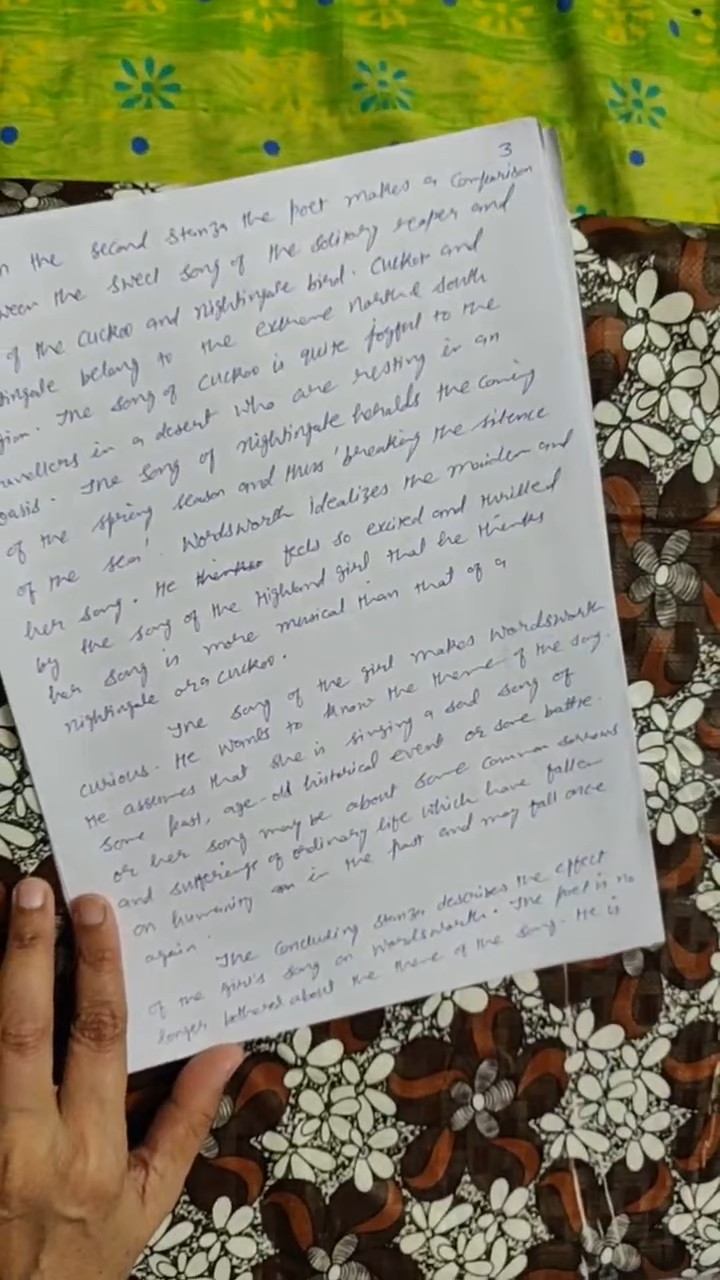 3
n the second stanza the poet makes a comparison
ween the sweet song of the solitary reaper and
of the cuckoo and nightingale bird. Cuckoo and
tingale belong to the extreme North & South
gion. The song of cuckoo is quite joyful to the
ravellers in a desert who are resting in an
oasis. The song of nightingale heralds the coming
of the spring season and thus 'breaking the silence
of the seas'. Wordsworth idealizes the maiden and
her song. He feels so excited and thrilled
by the song of the Highland girl that he thinks
her song is more musical than that of a
nightingale or a cuckoo.
The song of the girl makes Wordsworth
curious. He wants to know the theme of the song.
He assumes that she is singing a sad song of
some past, age-old historical event or some battle.
or her song may be about some common sorrows
and sufferings of ordinary life which have fallen
on humanity in the past and may fall once
again.
The concluding stanza describes the effect
of the girl's song on Wordsworth. The poet is no
longer bothered about the theme of the song. He is